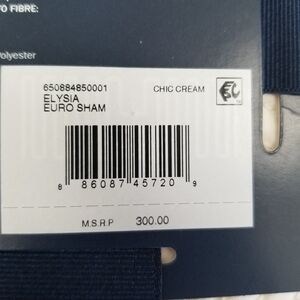 TO FIBRE:
Polyester
650884850001 CHIC CREAM
ELYSIA
EURO SHAM
8 86087 45720 9
M.S.R.P 300.00